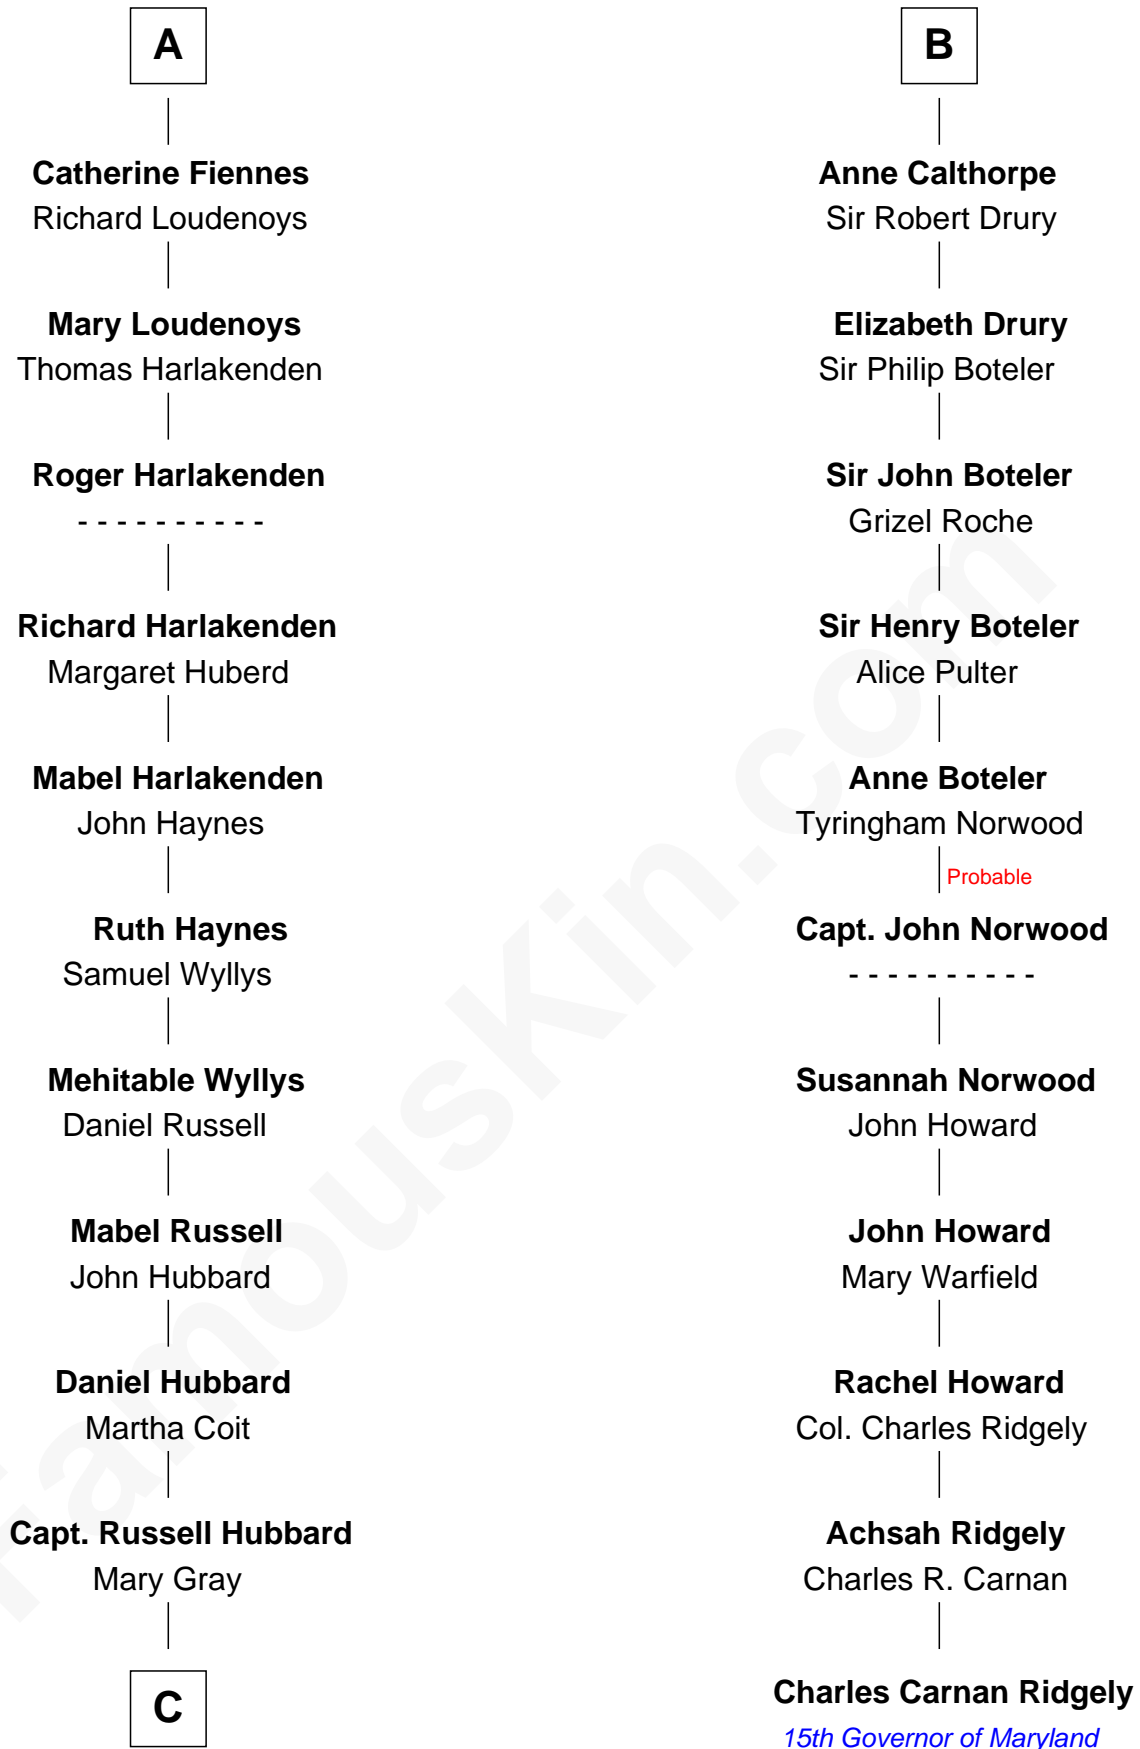 A
Catherine Fiennes
Richard Loudenoys
Mary Loudenoys
Thomas Harlakenden
Roger Harlakenden
- - - - - - - - - -
Richard Harlakenden
Margaret Huberd
Mabel Harlakenden
John Haynes
Ruth Haynes
Samuel Wyllys
Mehitable Wyllys
Daniel Russell
Mabel Russell
John Hubbard
Daniel Hubbard
Martha Coit
Capt. Russell Hubbard
Mary Gray
C
B
Anne Calthorpe
Sir Robert Drury
Elizabeth Drury
Sir Philip Boteler
Sir John Boteler
Grizel Roche
Sir Henry Boteler
Alice Pulter
Anne Boteler
Tyringham Norwood
Probable
Capt. John Norwood
- - - - - - - - - -
Susannah Norwood
John Howard
John Howard
Mary Warfield
Rachel Howard
Col. Charles Ridgely
Achsah Ridgely
Charles R. Carnan
Charles Carnan Ridgely
15th Governor of Maryland
FamousKin.com